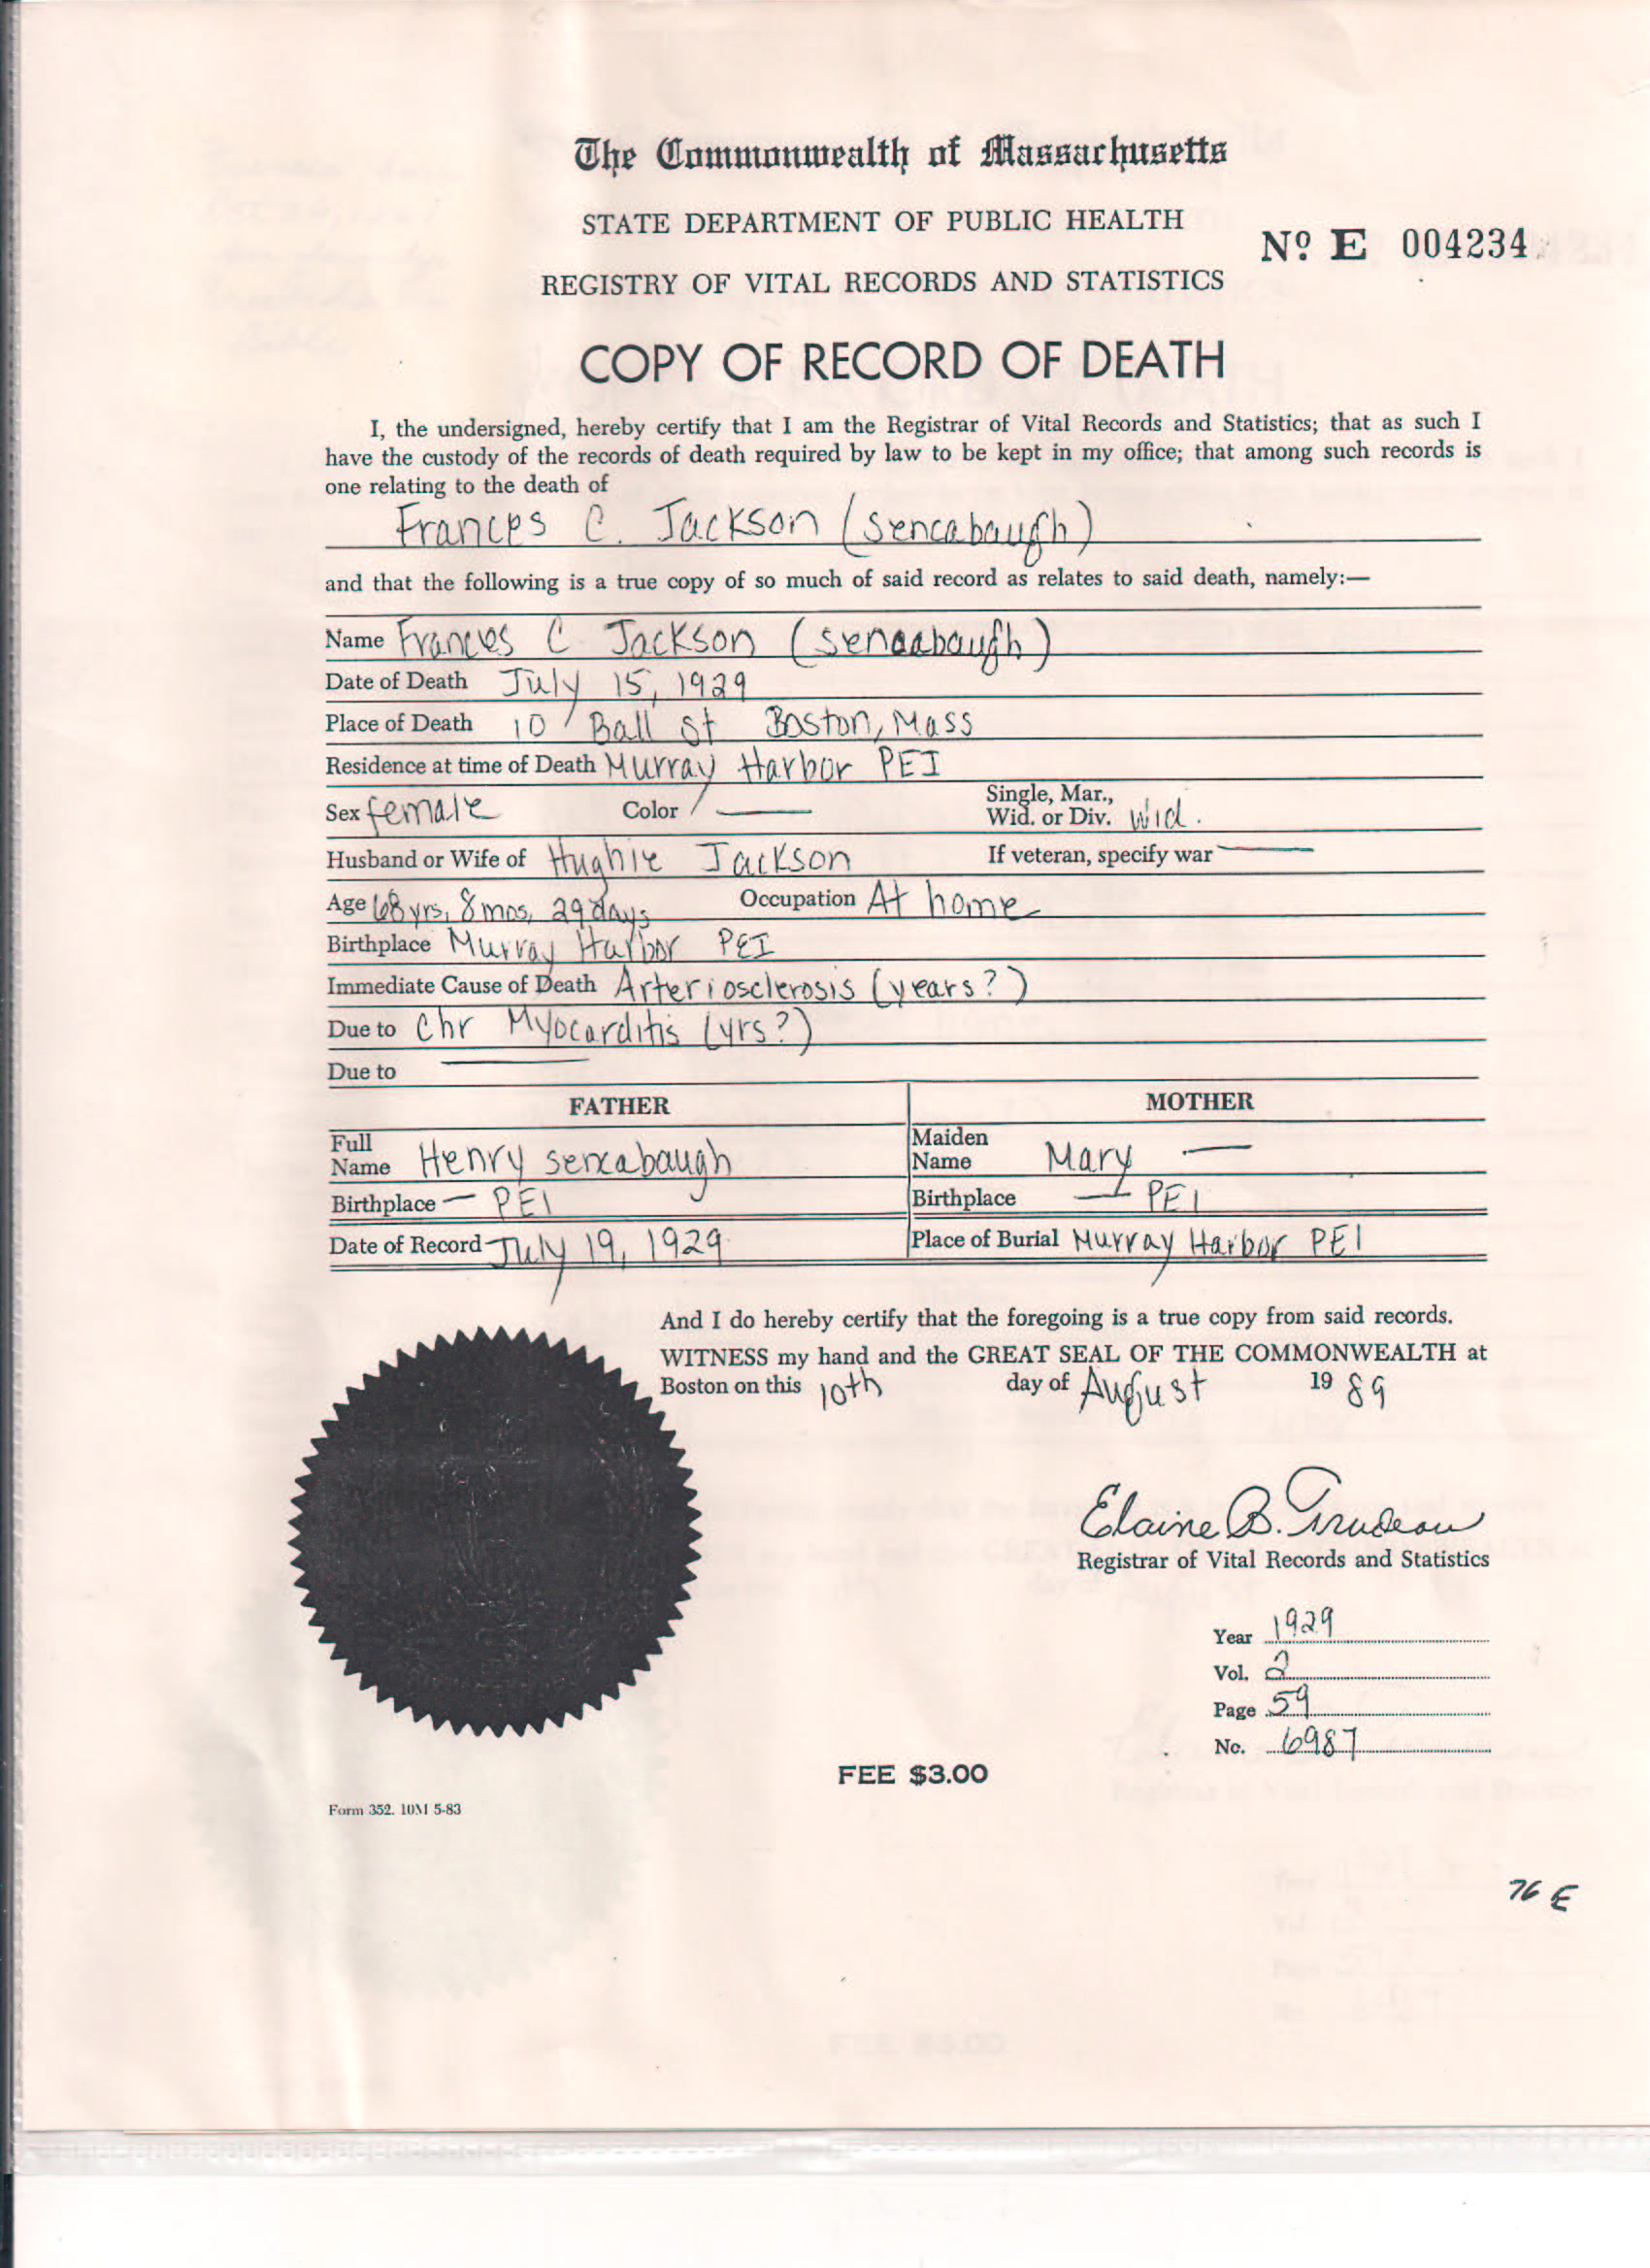 The Commonwealth of Massachusetts
STATE DEPARTMENT OF PUBLIC HEALTH
Nº E 004234
REGISTRY OF VITAL RECORDS AND STATISTICS
COPY OF RECORD OF DEATH
I, the undersigned, hereby certify that I am the Registrar of Vital Records and Statistics; that as such I
have the custody of the records of death required by law to be kept in my office; that among such records is
one relating to the death of
Frances C. Jackson (sencabaugh)
and that the following is a true copy of so much of said record as relates to said death, namely:—
Name Frances C Jackson (sencabaugh)
Date of Death July 15, 1929
Place of Death 10 Ball St Boston, Mass
Residence at time of Death Murray Harbor PEI
Sex female Color — Single, Mar., Wid. or Div. Wid.
Husband or Wife of Hughie Jackson If veteran, specify war —
Age 68 yrs, 8 mos, 29 days Occupation At home
Birthplace Murray Harbor PEI
Immediate Cause of Death Arteriosclerosis (years?)
Due to Chr Myocarditis (yrs?)
Due to —
FATHER MOTHER
Full Name Henry sencabaugh Maiden Name Mary —
Birthplace — PEI Birthplace — PEI
Date of Record July 19, 1929 Place of Burial Murray Harbor PEI
And I do hereby certify that the foregoing is a true copy from said records.
WITNESS my hand and the GREAT SEAL OF THE COMMONWEALTH at
Boston on this 10th day of August 19 89
Elaine B. Trudeau
Registrar of Vital Records and Statistics
Year 1929
Vol. 2
Page 59
No. 6987
FEE $3.00
Form 352. 10M 5-83
76 E